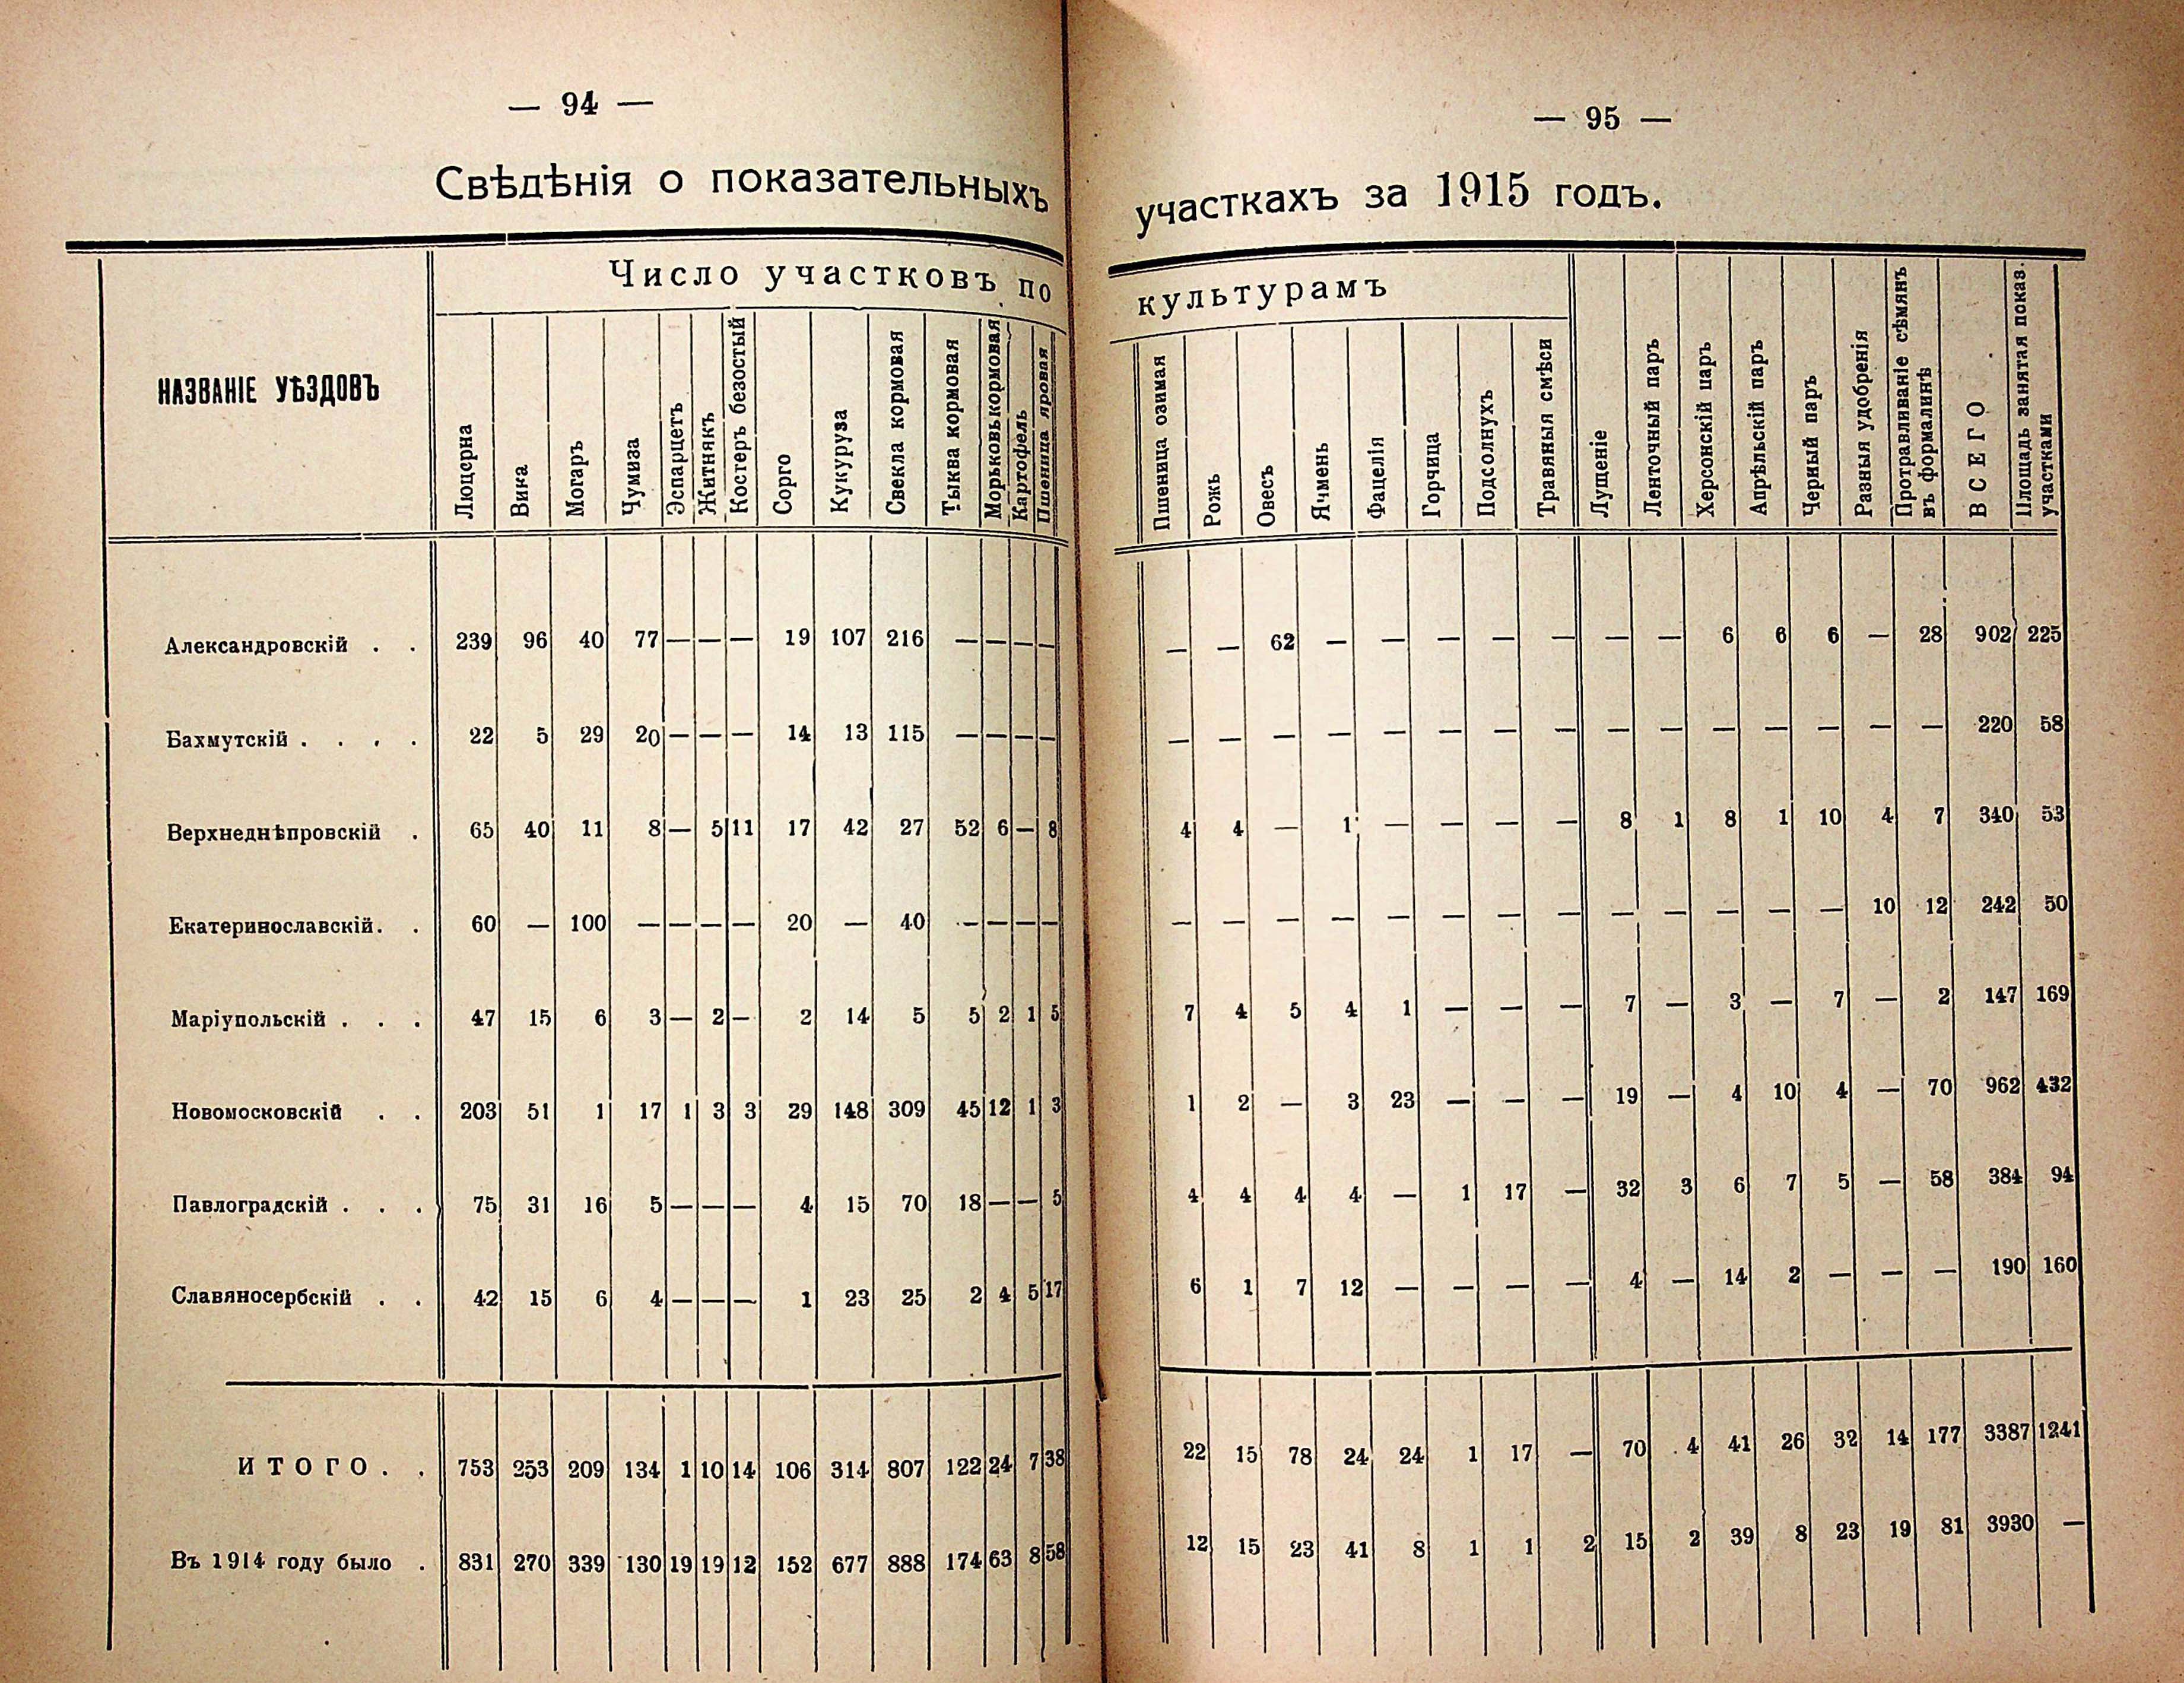 — 94 —
Свѣдѣнія о показательныхъ
НАЗВАНІЕ УѢЗДОВЪ
Число участковъ по
Люцерна
Вика
Могаръ
Чумиза
Эспарцетъ
Житнякъ
Костеръ безостый
Сорго
Кукуруза
Свекла кормовая
Тыква кормовая
Морковь кормовая
Картофель
Пшеница яровая
Александровскій . . 239 96 40 77 — — — 19 107 216 — — — —
Бахмутскій . . . . 22 5 29 20 — — — 14 13 115 — — — —
Верхнеднѣпровскій . 65 40 11 8 — 5 11 17 42 27 52 6 — 8
Екатеринославскій. . 60 — 100 — — — — 20 — 40 — — — —
Маріупольскій . . . 47 15 6 3 — 2 — 2 14 5 5 2 1 5
Новомосковскій . . 203 51 1 17 1 3 3 29 148 309 45 12 1 3
Павлоградскій . . . 75 31 16 5 — — — 4 15 70 18 — — 5
Славяносербскій . . 42 15 6 4 — — — 1 23 25 2 4 5 17
ИТОГО. . 753 253 209 134 1 10 14 106 314 807 122 24 7 38
Въ 1914 году было . 831 270 339 130 19 19 12 152 677 888 174 63 8 58
— 95 —
участкахъ за 1915 годъ.
культурамъ
Пшеница озимая
Рожь
Овесъ
Ячмень
Фацелія
Горчица
Подсолнухъ
Травяныя смѣси
Лущеніе
Ленточный паръ
Херсонскій паръ
Апрѣльскій паръ
Черный паръ
Разныя удобренія
Протравливаніе сѣмянъ
въ формалинѣ
ВСЕГО
Площадь занятая показ.
участками
— — 62 — — — — — — — 6 6 6 — 28 902 225
— — — — — — — — — — — — — — — 220 58
4 4 — 1 — — — — 8 1 8 1 10 4 7 340 53
— — — — — — — — — — — — — 10 12 242 50
7 4 5 4 1 — — — 7 — 3 — 7 — 2 147 169
1 2 — 3 23 — — — 19 — 4 10 4 — 70 962 432
4 4 4 4 — 1 17 — 32 3 6 7 5 — 58 384 94
6 1 7 12 — — — — 4 — 14 2 — — — 190 160
22 15 78 24 24 1 17 — 70 4 41 26 32 14 177 3387 1241
12 15 23 41 8 1 1 2 15 2 39 8 23 19 81 3930 —